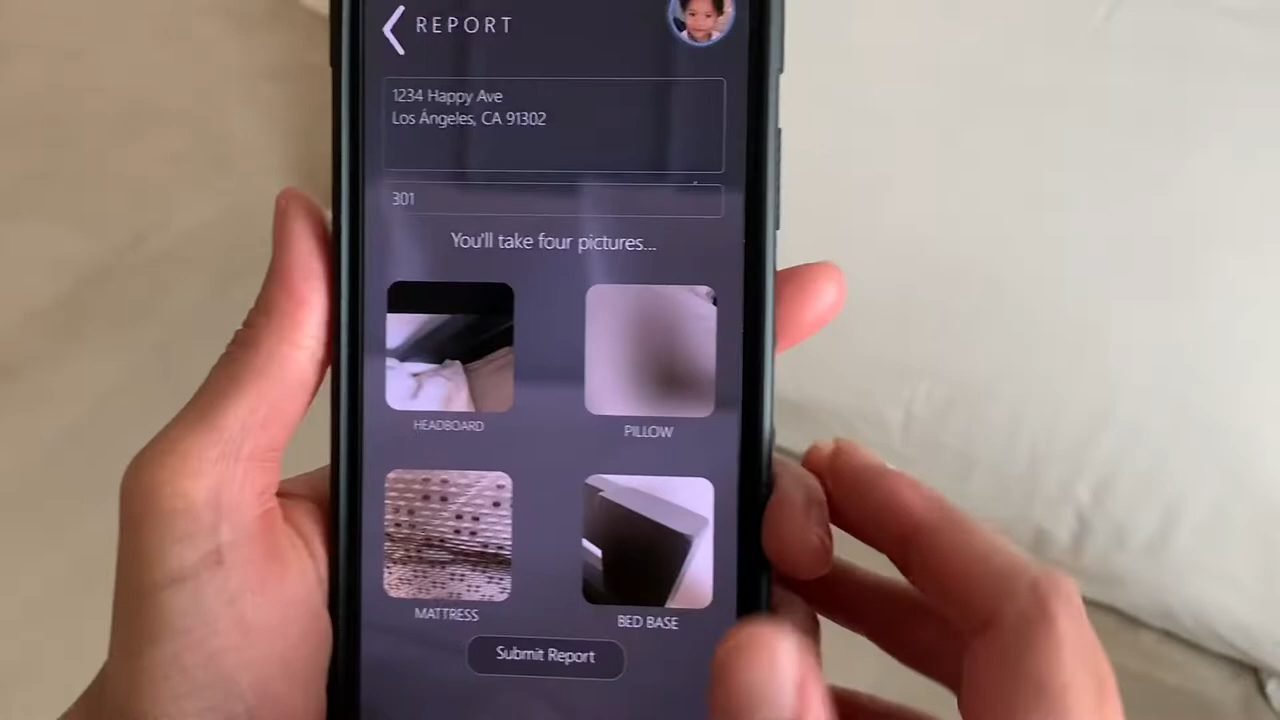 REPORT
1234 Happy Ave
Los Ángeles, CA 91302
301
You'll take four pictures...
HEADBOARD
PILLOW
MATTRESS
BED BASE
Submit Report